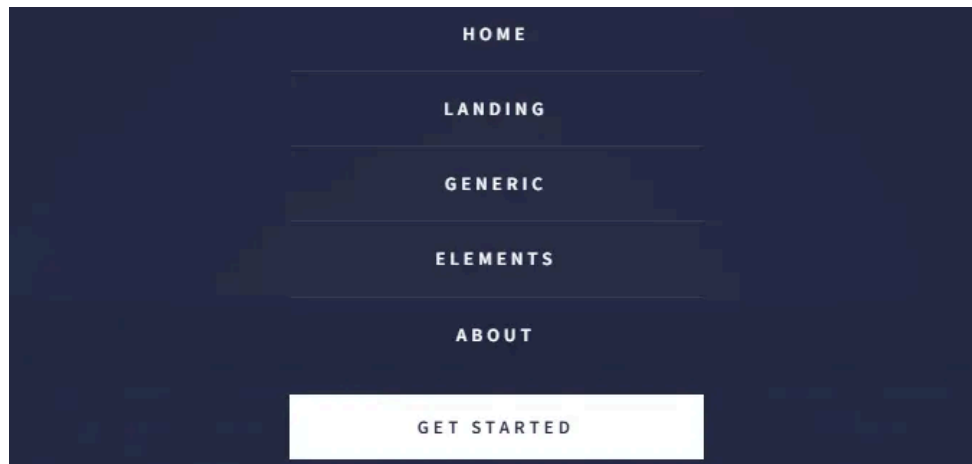 HOME
LANDING
GENERIC
ELEMENTS
ABOUT
GET STARTED